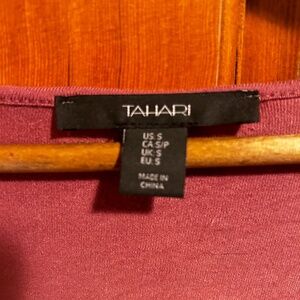 TAHARI
US:S
CA:S/P
UK:S
EU:S
MADE IN
CHINA